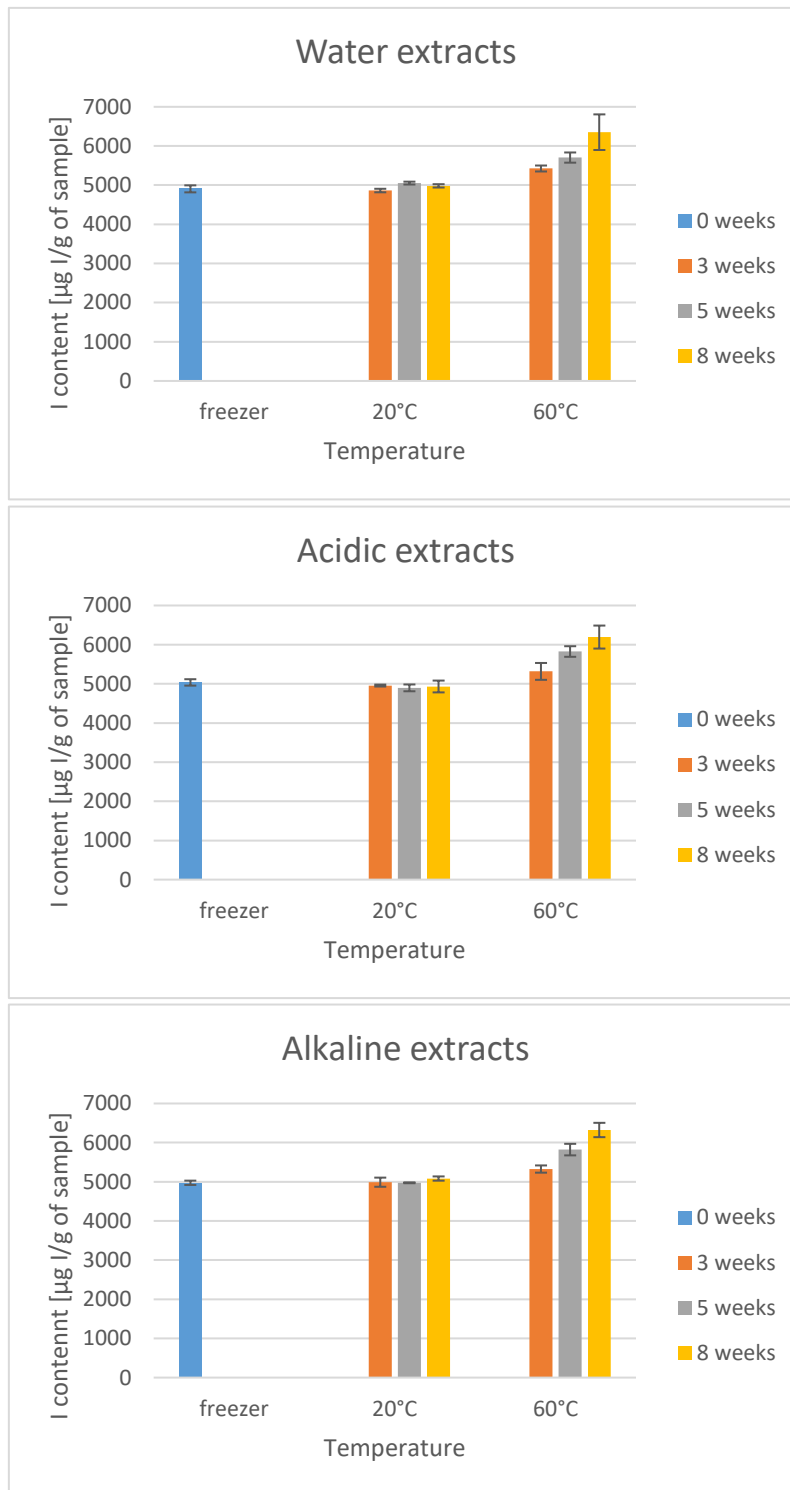 Water extracts
I content [µg I/g of sample]
7000
6000
5000
4000
3000
2000
1000
0
freezer 20°C 60°C
Temperature
0 weeks
3 weeks
5 weeks
8 weeks
Acidic extracts
I content [µg I/g of sample]
7000
6000
5000
4000
3000
2000
1000
0
freezer 20°C 60°C
Temperature
0 weeks
3 weeks
5 weeks
8 weeks
Alkaline extracts
I contennt [µg I/g of sample]
7000
6000
5000
4000
3000
2000
1000
0
freezer 20°C 60°C
Temperature
0 weeks
3 weeks
5 weeks
8 weeks